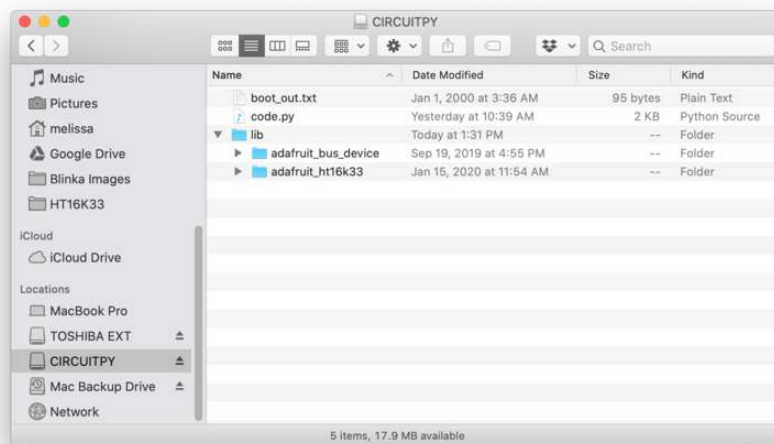 CIRCUITPY
Search
Music
Pictures
melissa
Google Drive
Blinka Images
HT16K33
iCloud
iCloud Drive
Locations
MacBook Pro
TOSHIBA EXT
CIRCUITPY
Mac Backup Drive
Network
Name Date Modified Size Kind
boot_out.txt Jan 1, 2000 at 3:36 AM 95 bytes Plain Text
code.py Yesterday at 10:39 AM 2 KB Python Source
lib Today at 1:31 PM -- Folder
adafruit_bus_device Sep 19, 2019 at 4:55 PM -- Folder
adafruit_ht16k33 Jan 15, 2020 at 11:54 AM -- Folder
5 items, 17.9 MB available